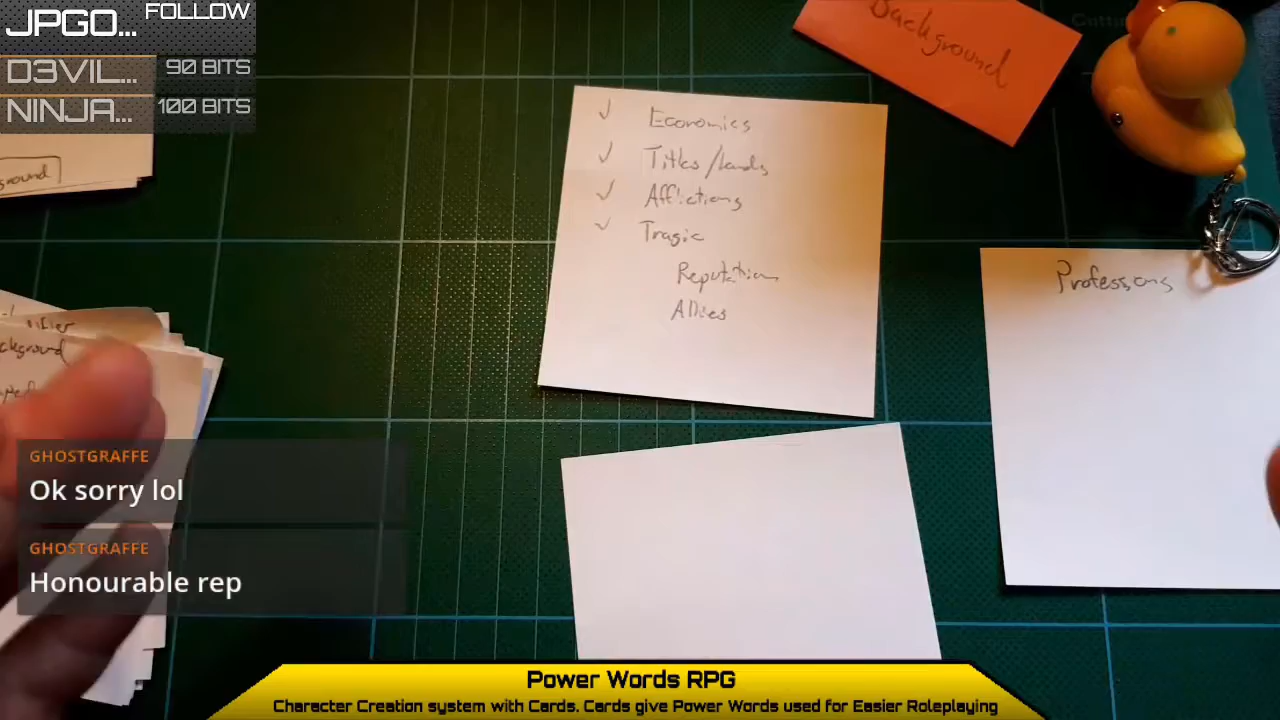 JPGO... FOLLOW
D3VIL... 90 BITS
NINJA... 100 BITS
Background
✓ Economics
✓ Titles/lands
✓ Afflictions
✓ Tragic
Reputation
Allies
Professions
ckground
GHOSTGRAFFE
Ok sorry lol
GHOSTGRAFFE
Honourable rep
Power Words RPG
Character Creation system with Cards. Cards give Power Words used for Easier Roleplaying